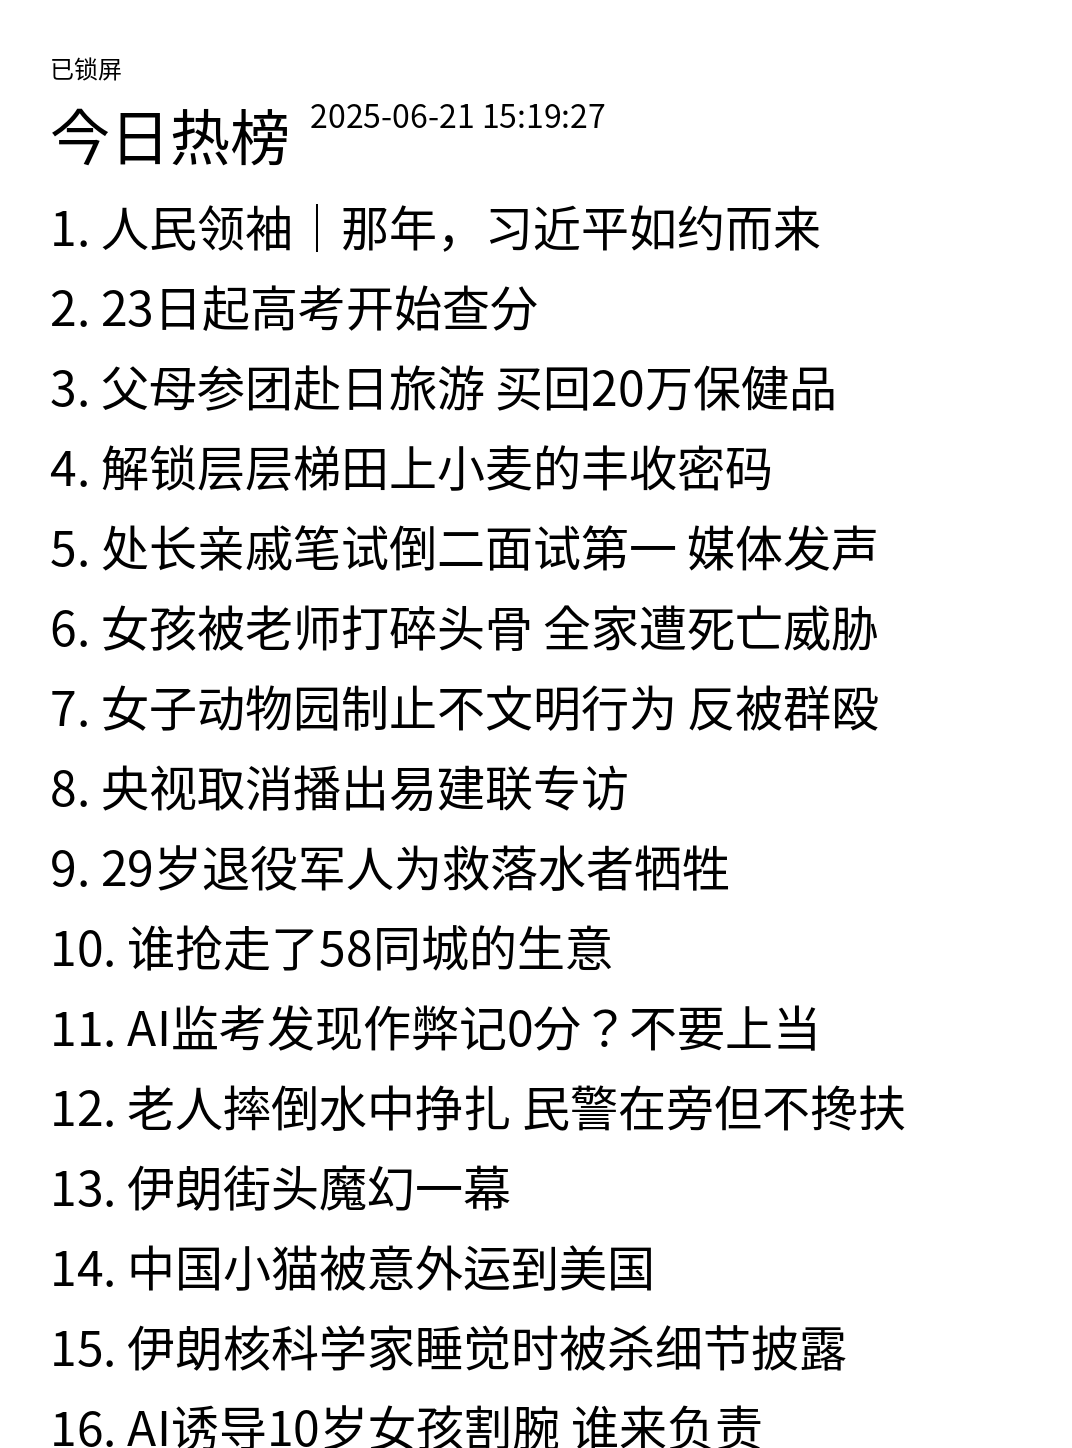 已锁屏
今日热榜 2025-06-21 15:19:27
1. 人民领袖｜那年，习近平如约而来
2. 23日起高考开始查分
3. 父母参团赴日旅游 买回20万保健品
4. 解锁层层梯田上小麦的丰收密码
5. 处长亲戚笔试倒二面试第一 媒体发声
6. 女孩被老师打碎头骨 全家遭死亡威胁
7. 女子动物园制止不文明行为 反被群殴
8. 央视取消播出易建联专访
9. 29岁退役军人为救落水者牺牲
10. 谁抢走了58同城的生意
11. AI监考发现作弊记0分？不要上当
12. 老人摔倒水中挣扎 民警在旁但不搀扶
13. 伊朗街头魔幻一幕
14. 中国小猫被意外运到美国
15. 伊朗核科学家睡觉时被杀细节披露
16. AI诱导10岁女孩割腕 谁来负责